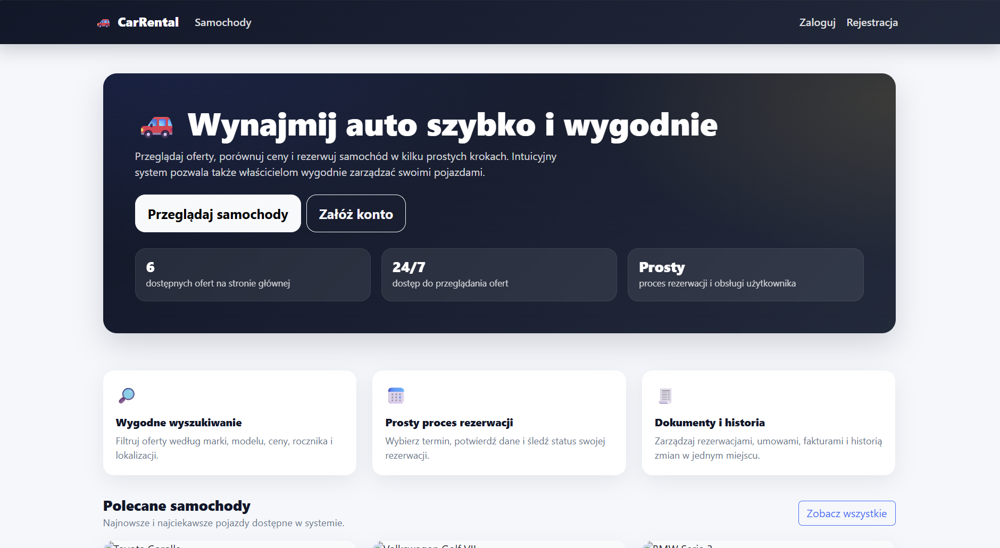 CarRental Samochody Zaloguj Rejestracja
Wynajmij auto szybko i wygodnie
Przeglądaj oferty, porównuj ceny i rezerwuj samochód w kilku prostych krokach. Intuicyjny
system pozwala także właścicielom wygodnie zarządzać swoimi pojazdami.
Przeglądaj samochody Załóż konto
6
dostępnych ofert na stronie głównej
24/7
dostęp do przeglądania ofert
Prosty
proces rezerwacji i obsługi użytkownika
Wygodne wyszukiwanie
Filtruj oferty według marki, modelu, ceny, rocznika i
lokalizacji.
Prosty proces rezerwacji
Wybierz termin, potwierdź dane i śledź status swojej
rezerwacji.
Dokumenty i historia
Zarządzaj rezerwacjami, umowami, fakturami i historią
zmian w jednym miejscu.
Polecane samochody
Najnowsze i najciekawsze pojazdy dostępne w systemie.
Zobacz wszystkie
Toyota Corolla
Volkswagen Golf VII
BMW Seria 3